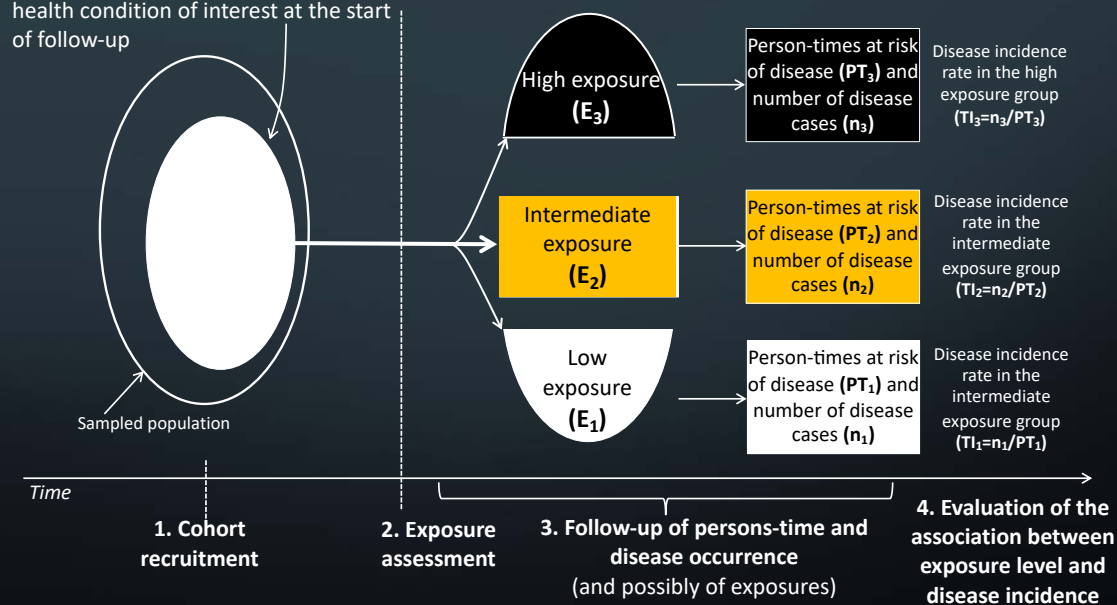 health condition of interest at the start
of follow-up
Sampled population
High exposure
(E₃)
Person-times at risk
of disease (PT₃) and
number of disease
cases (n₃)
Disease incidence
rate in the high
exposure group
(TI₃=n₃/PT₃)
Intermediate
exposure
(E₂)
Person-times at risk
of disease (PT₂) and
number of disease
cases (n₂)
Disease incidence
rate in the
intermediate
exposure group
(TI₂=n₂/PT₂)
Low
exposure
(E₁)
Person-times at risk
of disease (PT₁) and
number of disease
cases (n₁)
Disease incidence
rate in the
intermediate
exposure group
(TI₁=n₁/PT₁)
Time
1. Cohort
recruitment
2. Exposure
assessment
3. Follow-up of persons-time and
disease occurrence
(and possibly of exposures)
4. Evaluation of the
association between
exposure level and
disease incidence